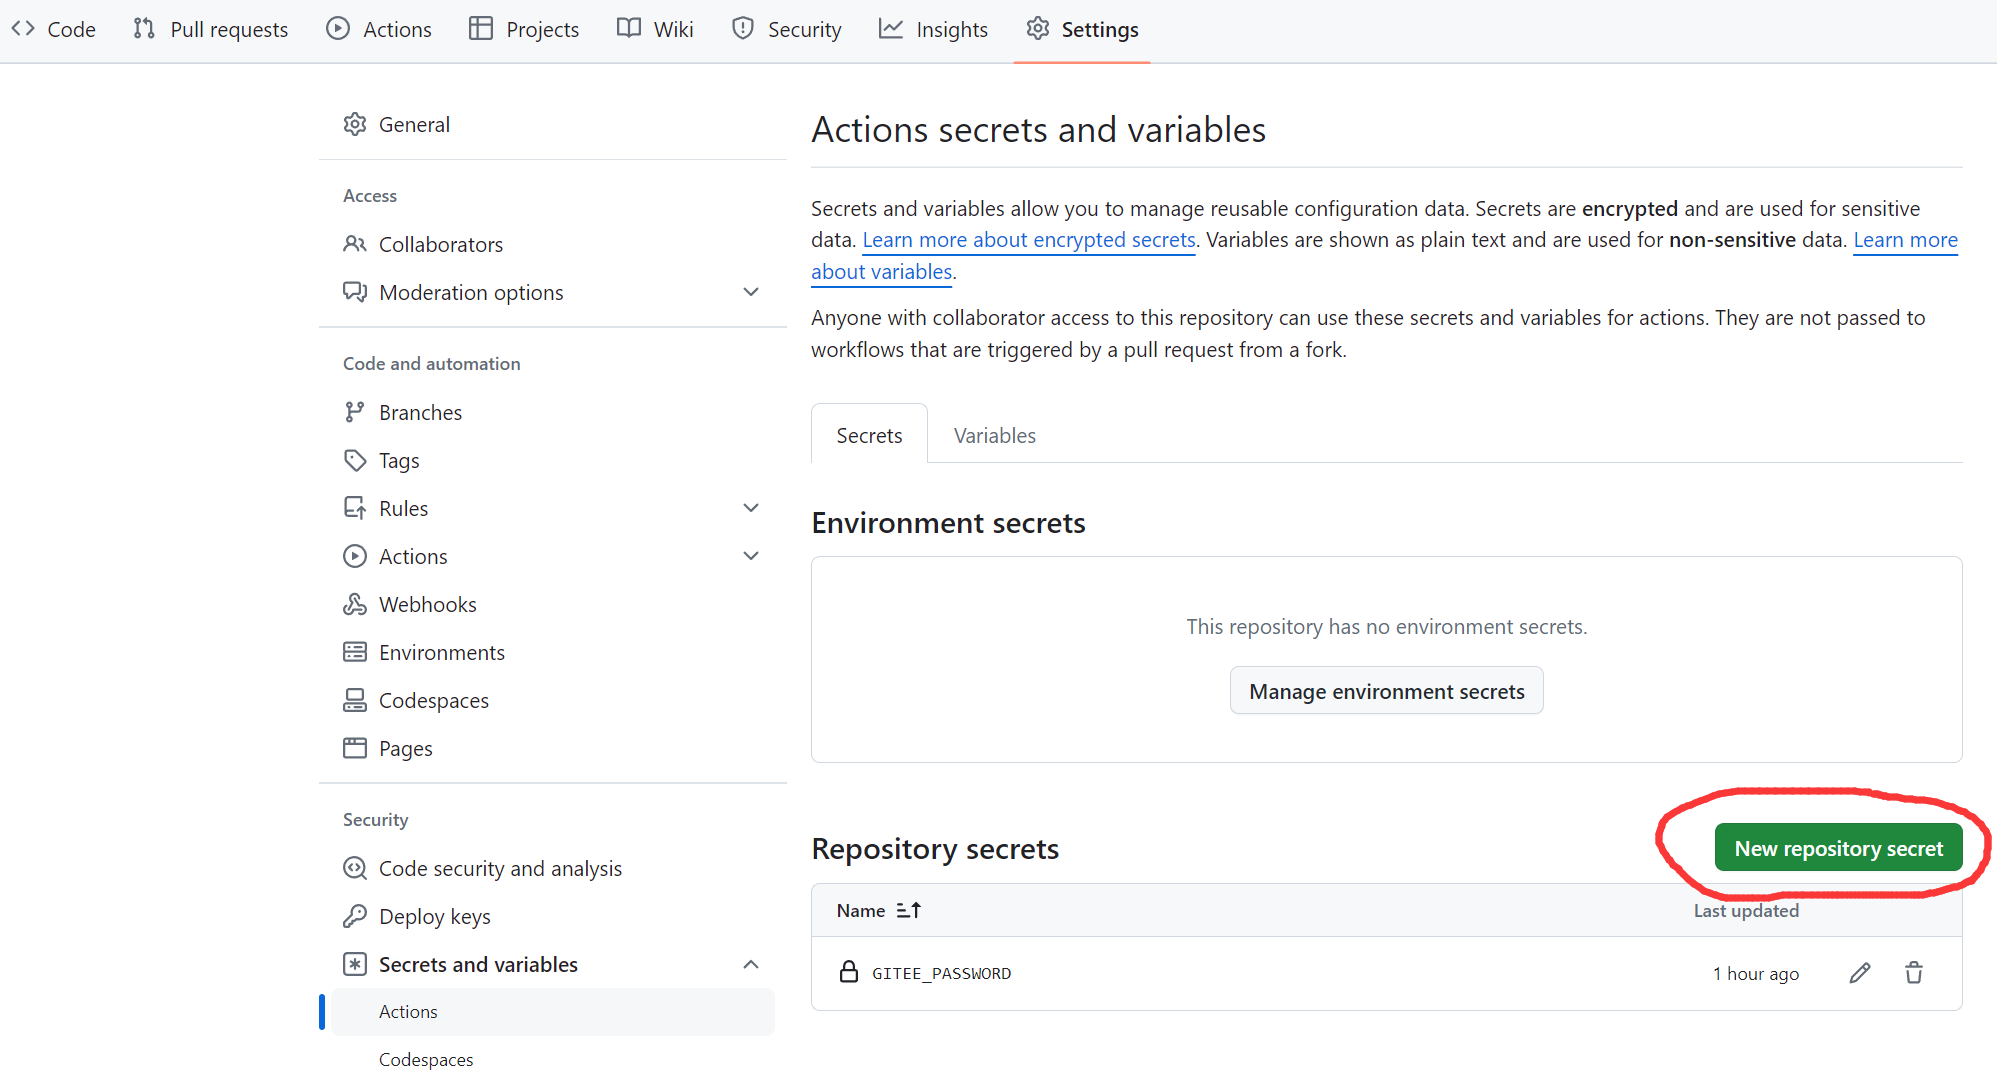 Code Pull requests Actions Projects Wiki Security Insights Settings
General
Access
Collaborators
Moderation options
Code and automation
Branches
Tags
Rules
Actions
Webhooks
Environments
Codespaces
Pages
Security
Code security and analysis
Deploy keys
Secrets and variables
Actions
Codespaces
Actions secrets and variables
Secrets and variables allow you to manage reusable configuration data. Secrets are encrypted and are used for sensitive
data. Learn more about encrypted secrets. Variables are shown as plain text and are used for non-sensitive data. Learn more
about variables.
Anyone with collaborator access to this repository can use these secrets and variables for actions. They are not passed to
workflows that are triggered by a pull request from a fork.
Secrets Variables
Environment secrets
This repository has no environment secrets.
Manage environment secrets
Repository secrets New repository secret
Name Last updated
GITEE_PASSWORD 1 hour ago